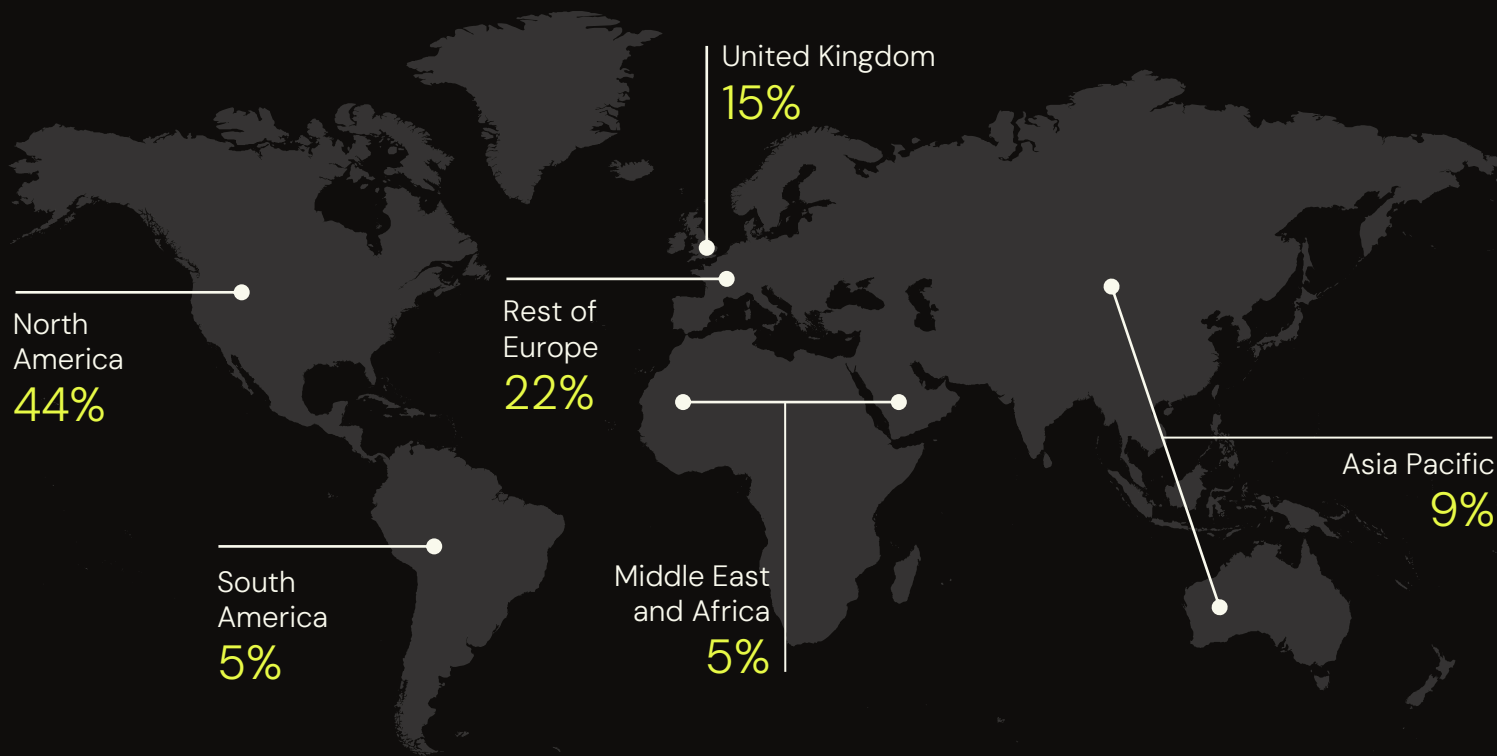 United Kingdom
15%
North
America
44%
Rest of
Europe
22%
Asia Pacific
9%
South
America
5%
Middle East
and Africa
5%